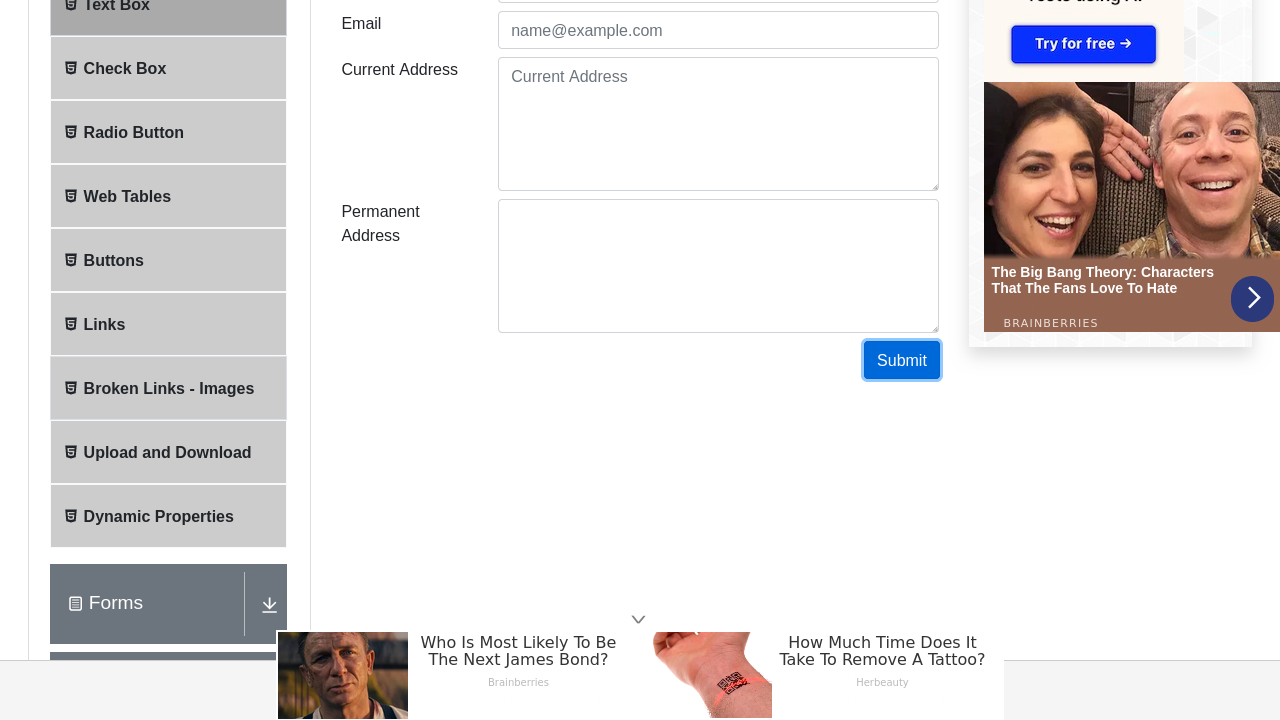 Text Box
Check Box
Radio Button
Web Tables
Buttons
Links
Broken Links - Images
Upload and Download
Dynamic Properties
Forms
Email
name@example.com
Current Address
Current Address
Permanent
Address
Submit
Try for free →
The Big Bang Theory: Characters
That The Fans Love To Hate
BRAINBERRIES
Who Is Most Likely To Be
The Next James Bond?
Brainberries
How Much Time Does It
Take To Remove A Tattoo?
Herbeauty